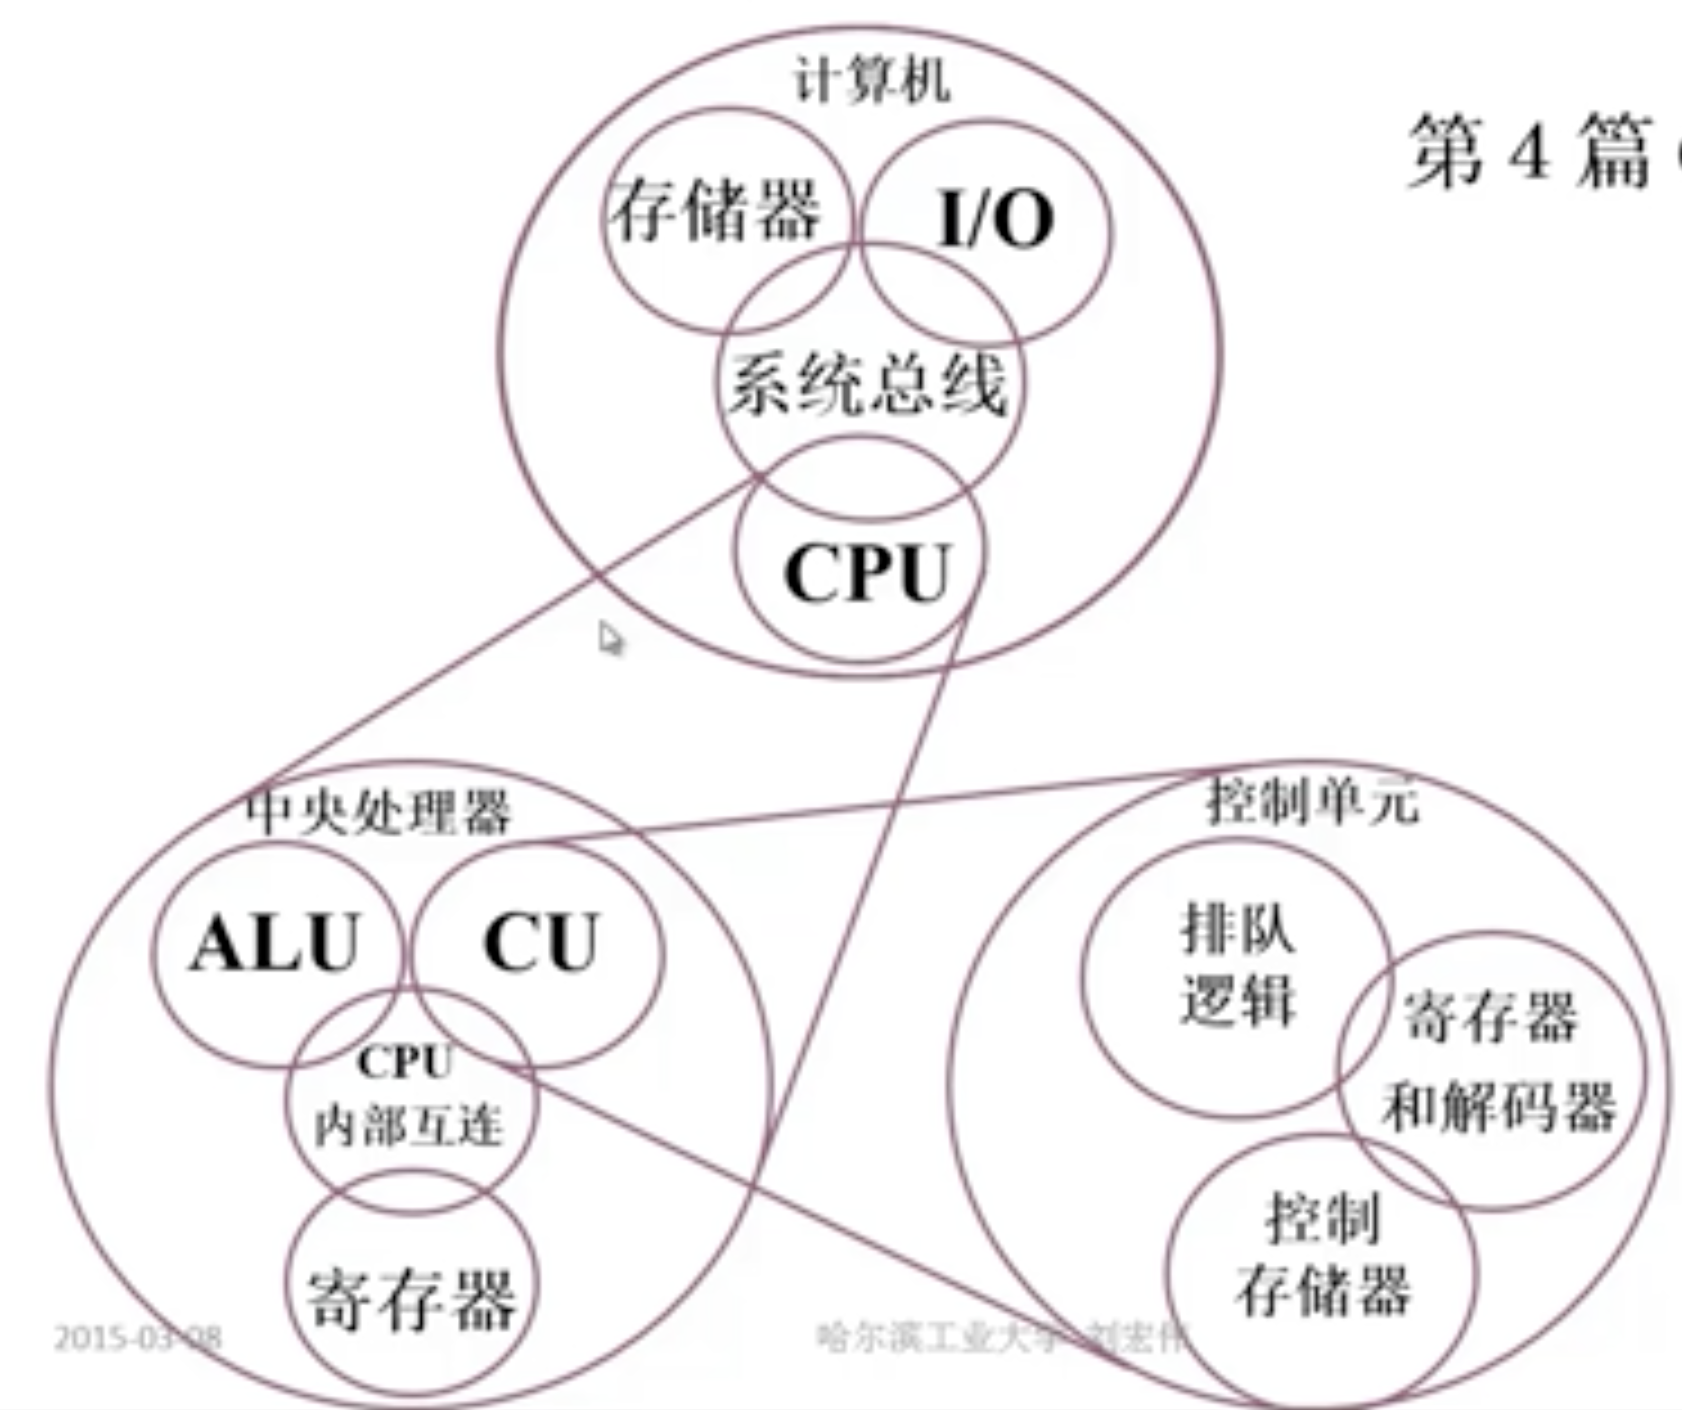 计算机
第 4 篇
存储器
I/O
系统总线
CPU
中央处理器
ALU
CU
CPU
内部互连
寄存器
控制单元
排队
逻辑
寄存器
和解码器
控制
存储器
2015-03-08
哈尔滨工业大学 刘宏伟